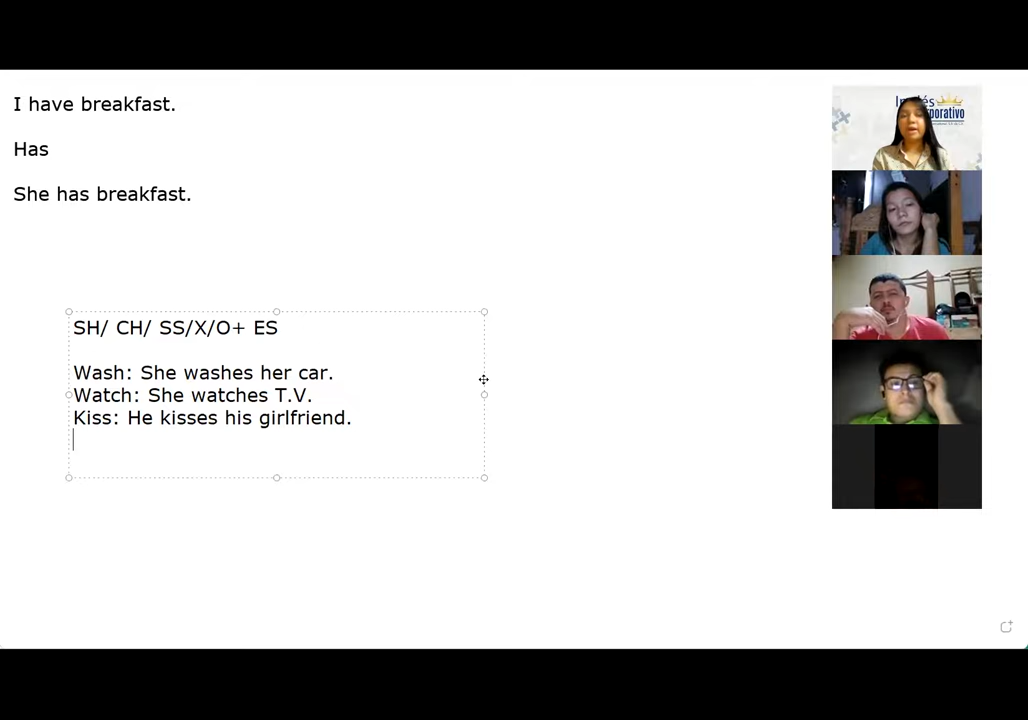 I have breakfast.
Has
She has breakfast.
SH/ CH/ SS/X/O+ ES
Wash: She washes her car.
Watch: She watches T.V.
Kiss: He kisses his girlfriend.